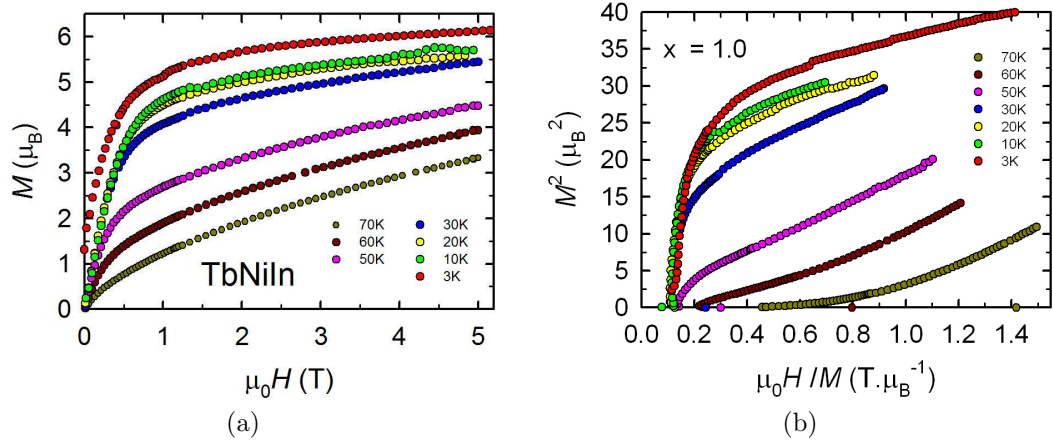 M (μB)
6
5
4
3
2
1
0
0 1 2 3 4 5
μ0H (T)
TbNiIn
70K 30K
60K 20K
50K 10K
3K
(a)
M2 (μB2)
40
35
30
25
20
15
10
5
0
0.0 0.2 0.4 0.6 0.8 1.0 1.2 1.4
μ0H /M (T.μB-1)
x = 1.0
70K
60K
50K
30K
20K
10K
3K
(b)